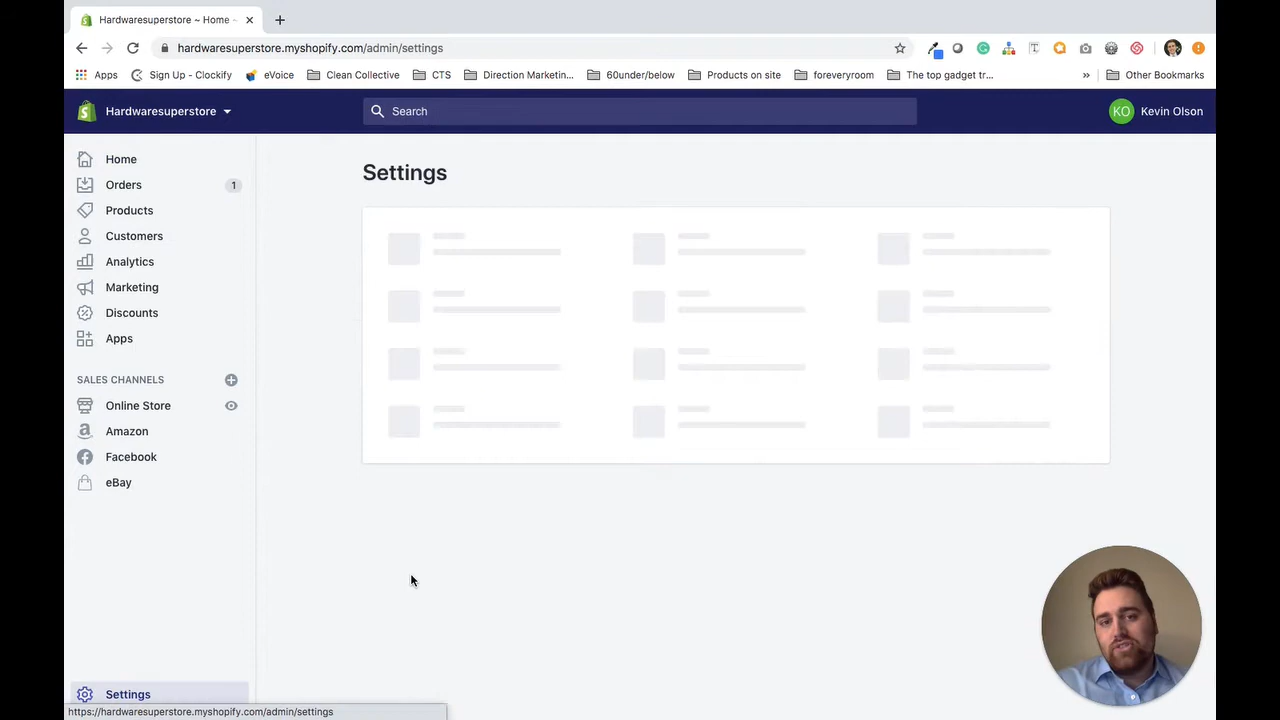 Hardwaresuperstore ~ Home -
hardwaresuperstore.myshopify.com/admin/settings
Apps
Sign Up - Clockify
eVoice
Clean Collective
CTS
Direction Marketin...
60under/below
Products on site
foreveryroom
The top gadget tr...
»
Other Bookmarks
Hardwaresuperstore
Search
KO
Kevin Olson
Home
Orders
1
Products
Customers
Analytics
Marketing
Discounts
Apps
SALES CHANNELS
Online Store
Amazon
Facebook
eBay
Settings
Settings
https://hardwaresuperstore.myshopify.com/admin/settings